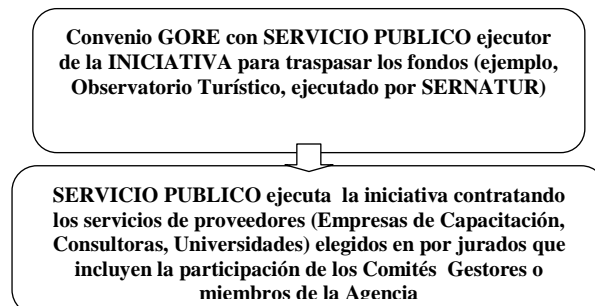 Convenio GORE con SERVICIO PUBLICO ejecutor
de la INICIATIVA para traspasar los fondos (ejemplo,
Observatorio Turístico, ejecutado por SERNATUR)
SERVICIO PUBLICO ejecuta la iniciativa contratando
los servicios de proveedores (Empresas de Capacitación,
Consultoras, Universidades) elegidos en por jurados que
incluyen la participación de los Comités Gestores o
miembros de la Agencia